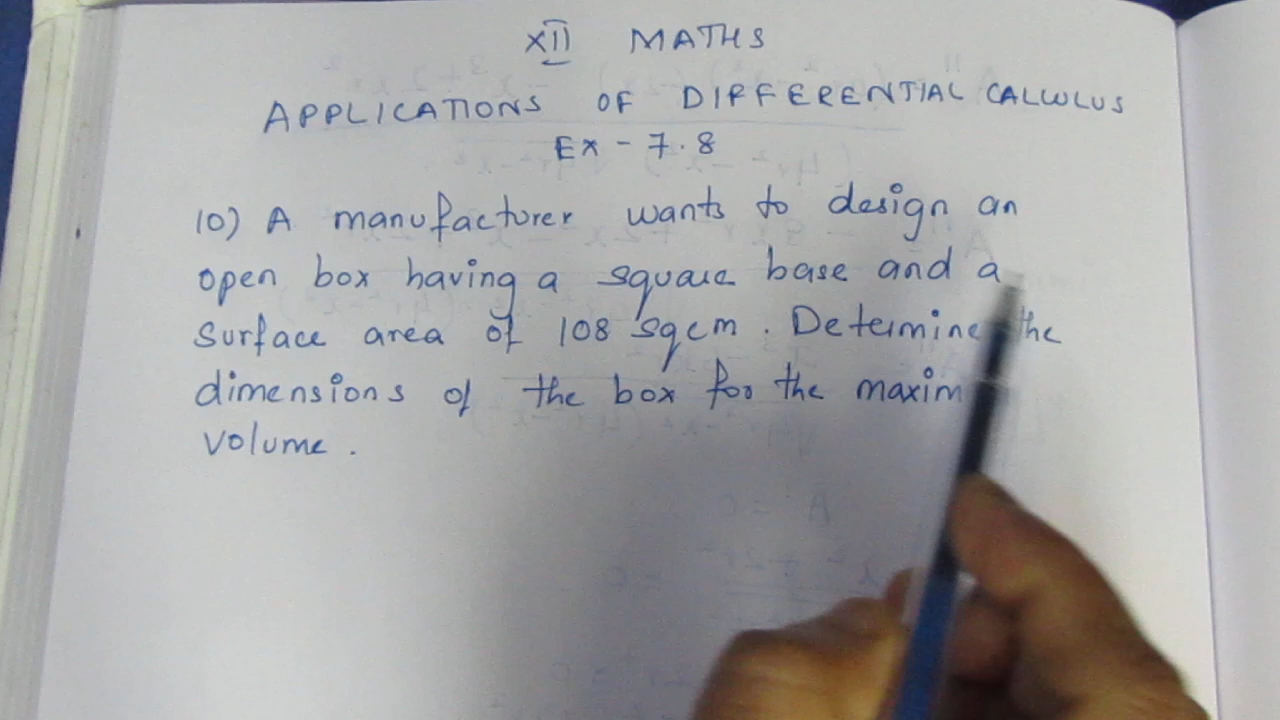 XII MATHS
APPLICATIONS OF DIFFERENTIAL CALCULUS
EX - 7.8
10) A manufacturer wants to design an
open box having a square base and a
surface area of 108 sqcm. Determine the
dimensions of the box for the maxim
volume.